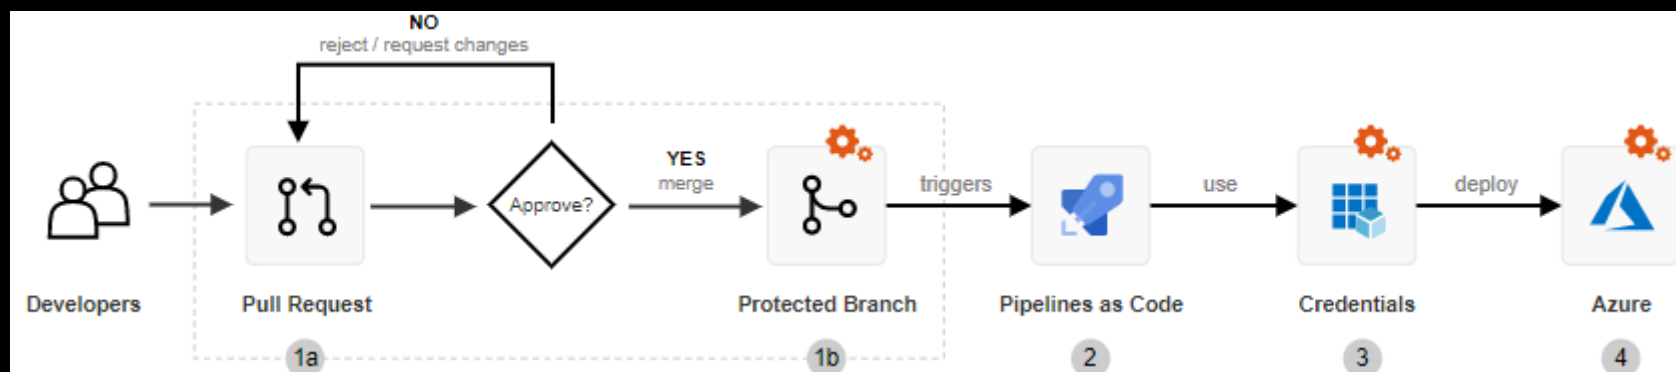 NO
reject / request changes
Approve?
YES
merge
triggers
use
deploy
Developers
Pull Request
Protected Branch
Pipelines as Code
Credentials
Azure
1a
1b
2
3
4